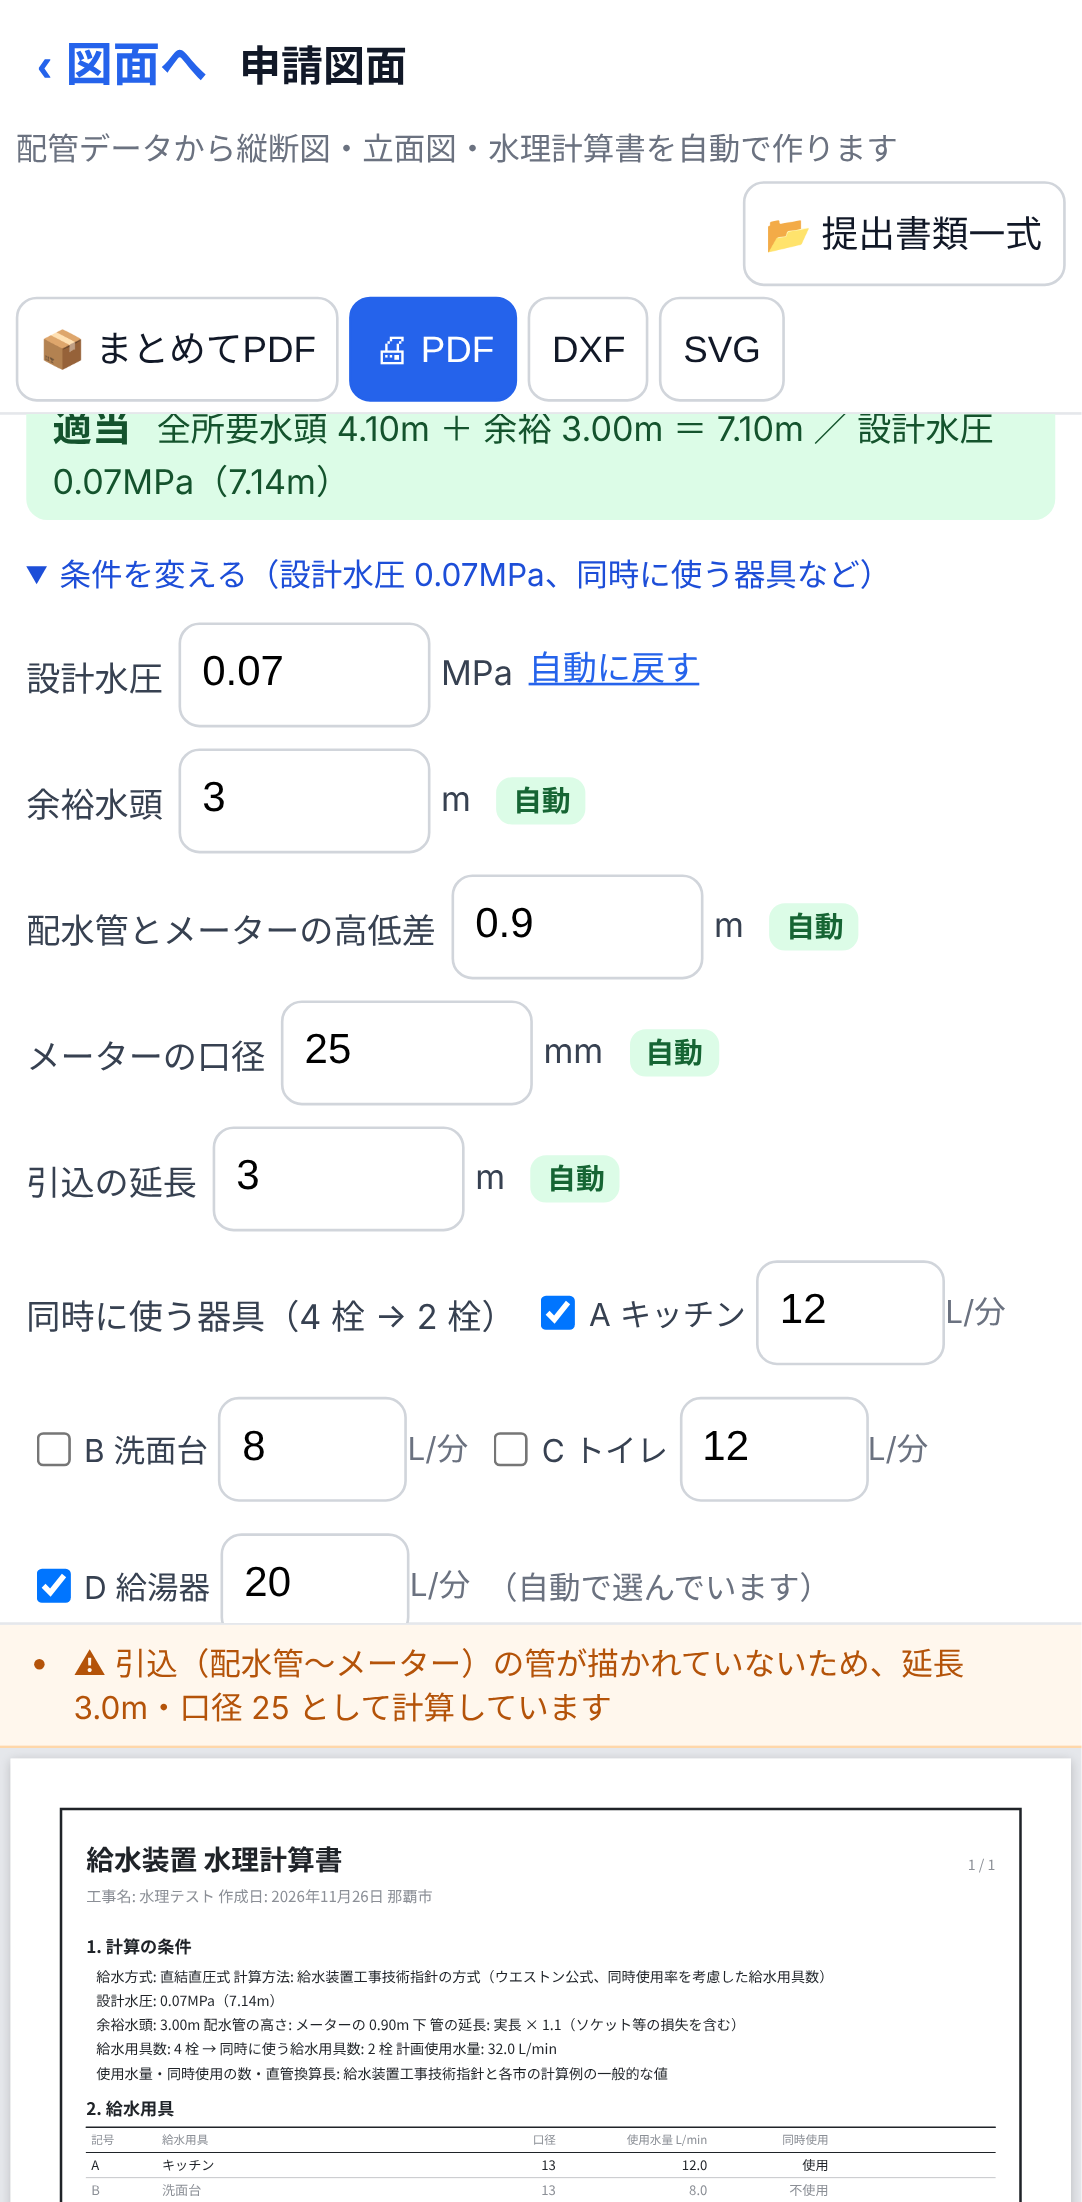 ‹ 図面へ 申請図面
配管データから縦断図・立面図・水理計算書を自動で作ります
📂 提出書類一式
📦 まとめてPDF 🖨 PDF DXF SVG
適当 全所要水頭 4.10m ＋ 余裕 3.00m ＝ 7.10m ／ 設計水圧
0.07MPa（7.14m）
▼ 条件を変える（設計水圧 0.07MPa、同時に使う器具など）
設計水圧 0.07 MPa 自動に戻す
余裕水頭 3 m 自動
配水管とメーターの高低差 0.9 m 自動
メーターの口径 25 mm 自動
引込の延長 3 m 自動
同時に使う器具（4 栓 → 2 栓） A キッチン 12 L/分
B 洗面台 8 L/分 C トイレ 12 L/分
D 給湯器 20 L/分 （自動で選んでいます）
• ⚠ 引込（配水管〜メーター）の管が描かれていないため、延長
3.0m・口径 25 として計算しています
給水装置 水理計算書 1 / 1
工事名: 水理テスト 作成日: 2026年11月26日 那覇市
1. 計算の条件
給水方式: 直結直圧式 計算方法: 給水装置工事技術指針の方式（ウエストン公式、同時使用率を考慮した給水用具数）
設計水圧: 0.07MPa（7.14m）
余裕水頭: 3.00m 配水管の高さ: メーターの 0.90m 下 管の延長: 実長 × 1.1（ソケット等の損失を含む）
給水用具数: 4 栓 → 同時に使う給水用具数: 2 栓 計画使用水量: 32.0 L/min
使用水量・同時使用の数・直管換算長: 給水装置工事技術指針と各市の計算例の一般的な値
2. 給水用具
記号 給水用具 口径 使用水量 L/min 同時使用
A キッチン 13 12.0 使用
B 洗面台 13 8.0 不使用